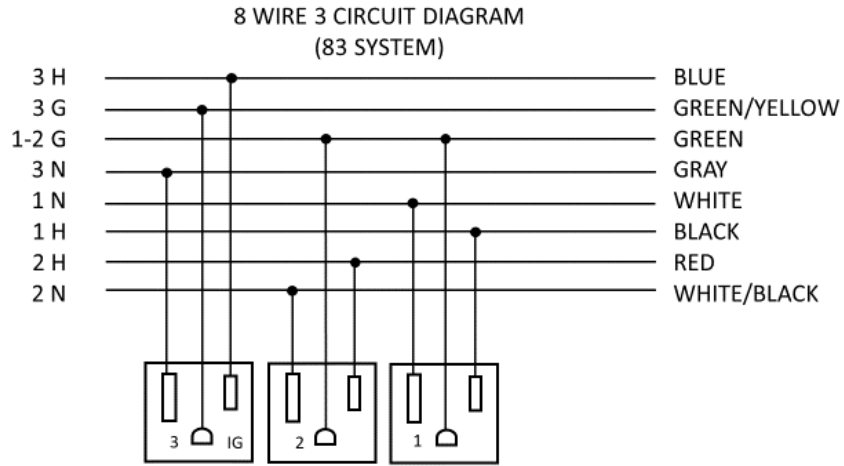 8 WIRE 3 CIRCUIT DIAGRAM
(83 SYSTEM)
3 H BLUE
3 G GREEN/YELLOW
1-2 G GREEN
3 N GRAY
1 N WHITE
1 H BLACK
2 H RED
2 N WHITE/BLACK
3 IG 2 1